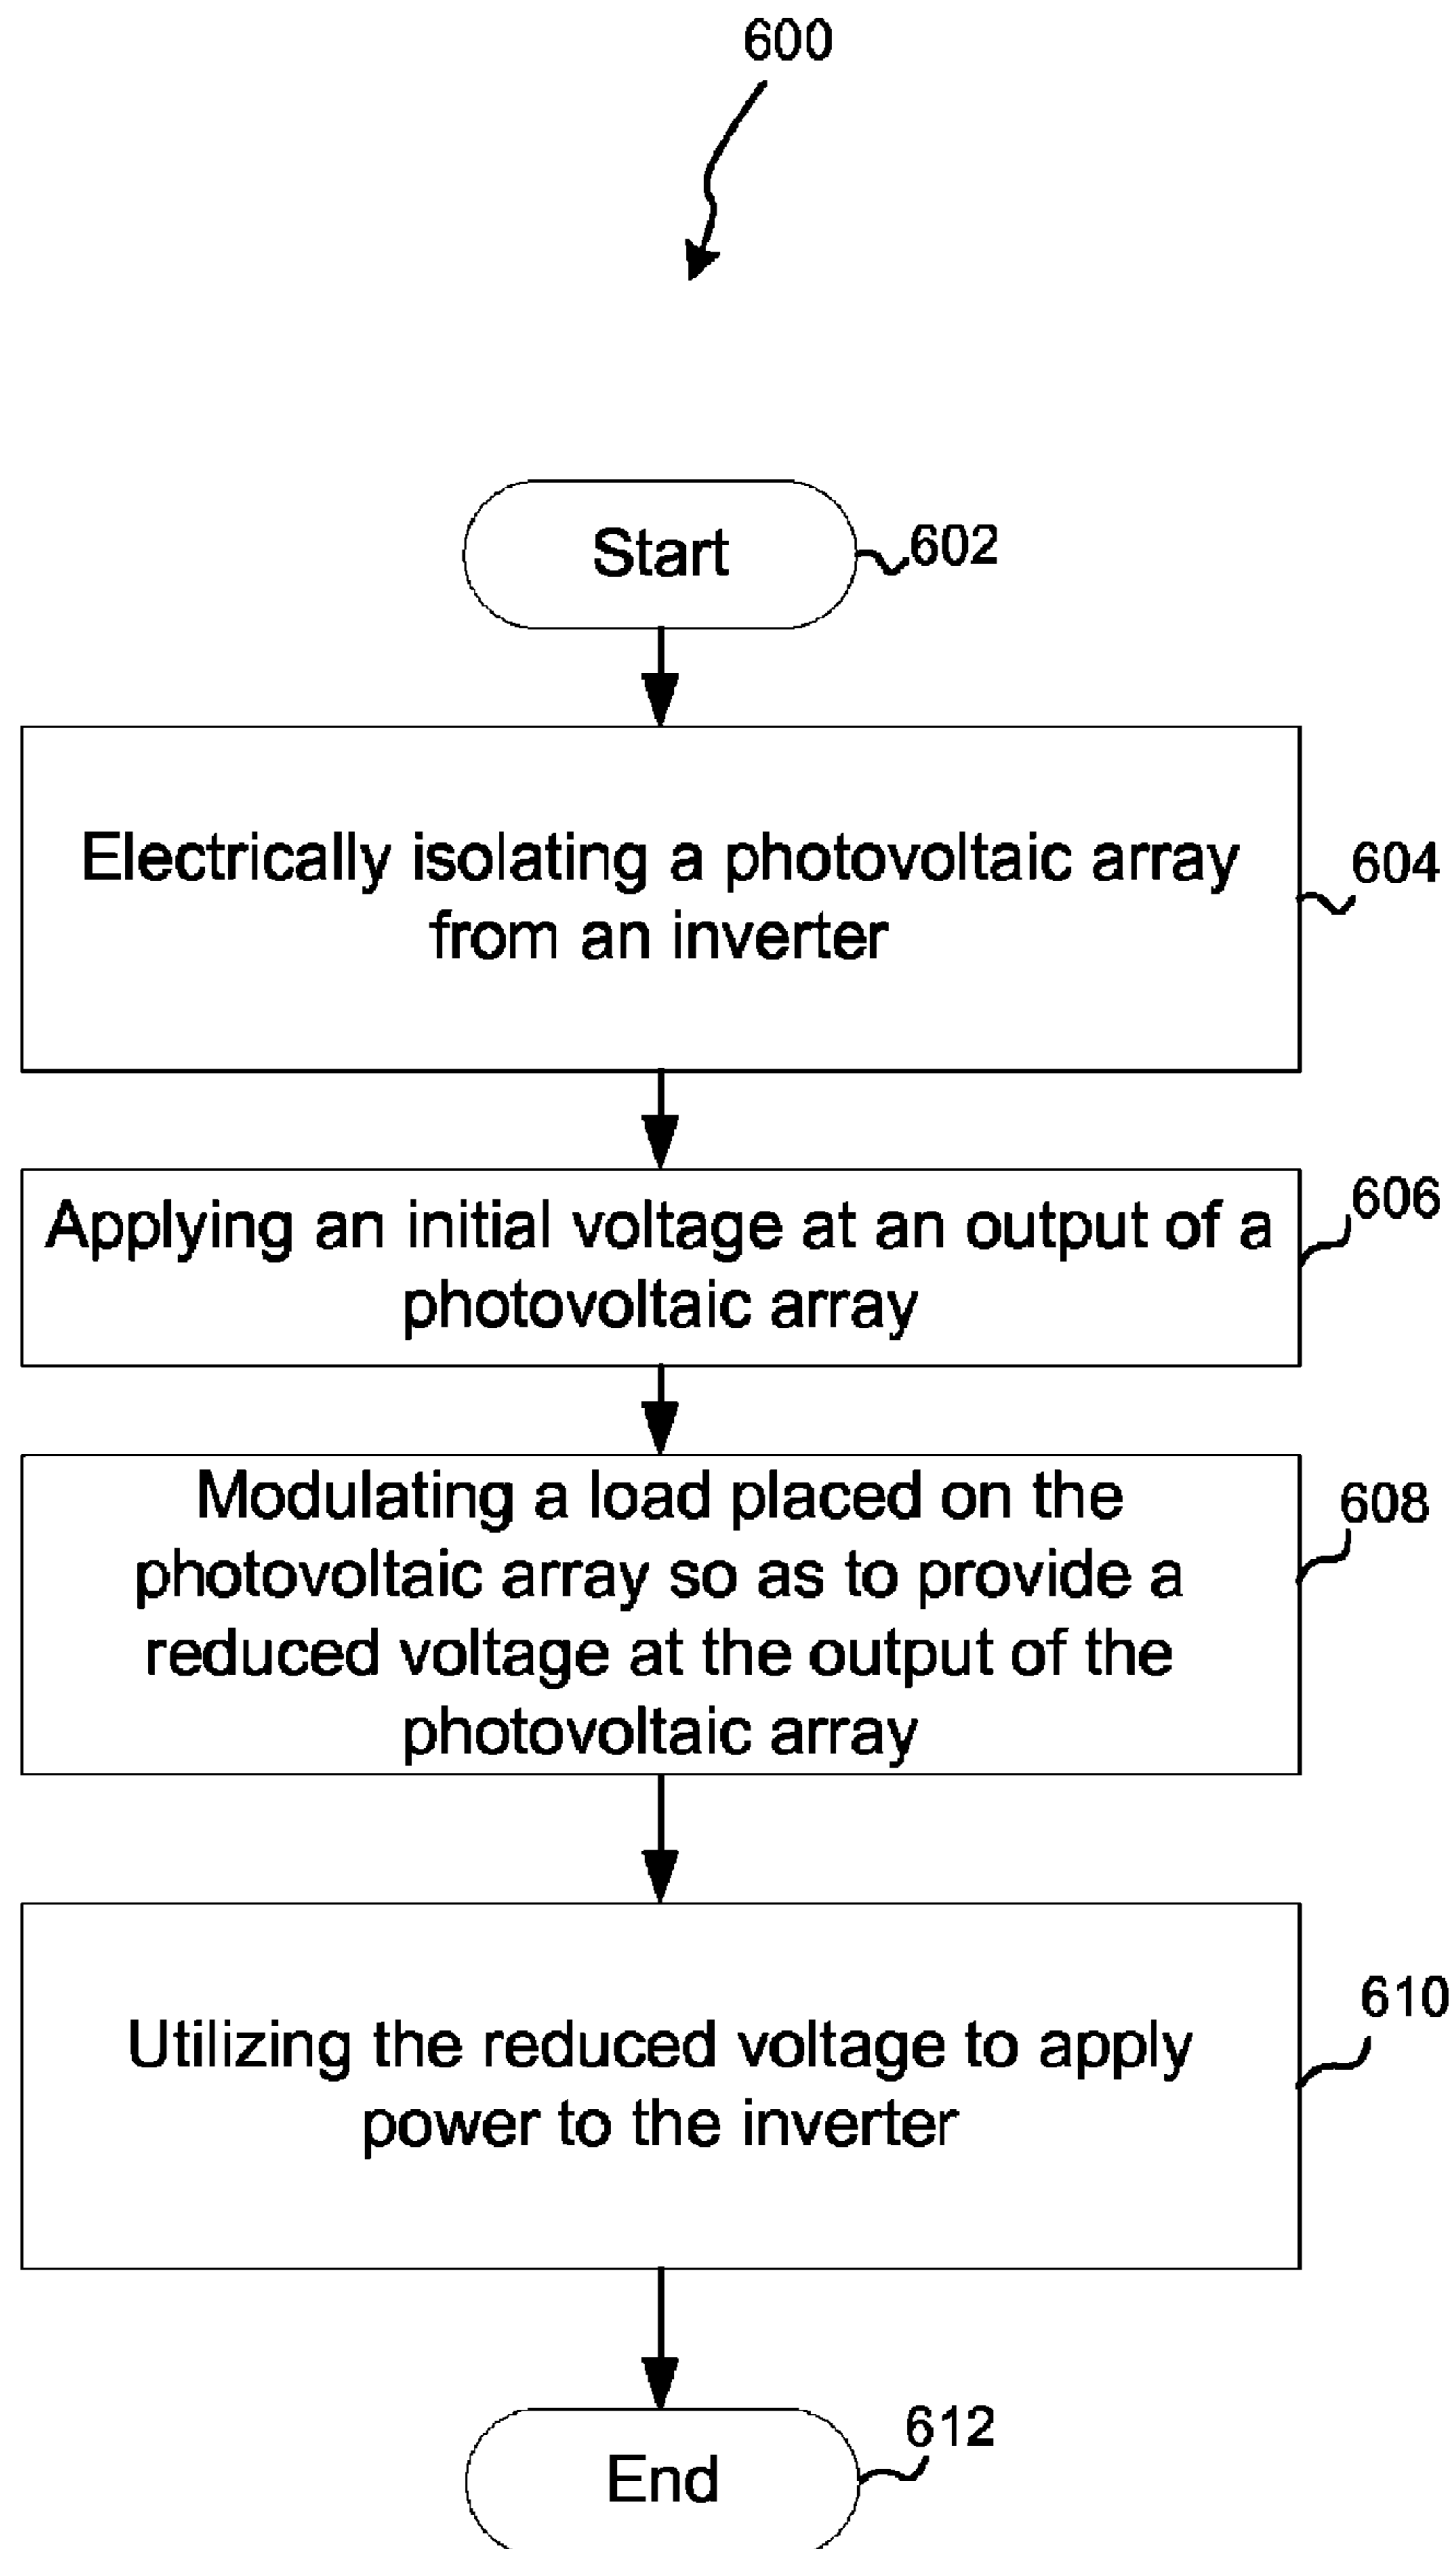 600
Start
602
Electrically isolating a photovoltaic array
from an inverter
604
Applying an initial voltage at an output of a
photovoltaic array
606
Modulating a load placed on the
photovoltaic array so as to provide a
reduced voltage at the output of the
photovoltaic array
608
Utilizing the reduced voltage to apply
power to the inverter
610
End
612